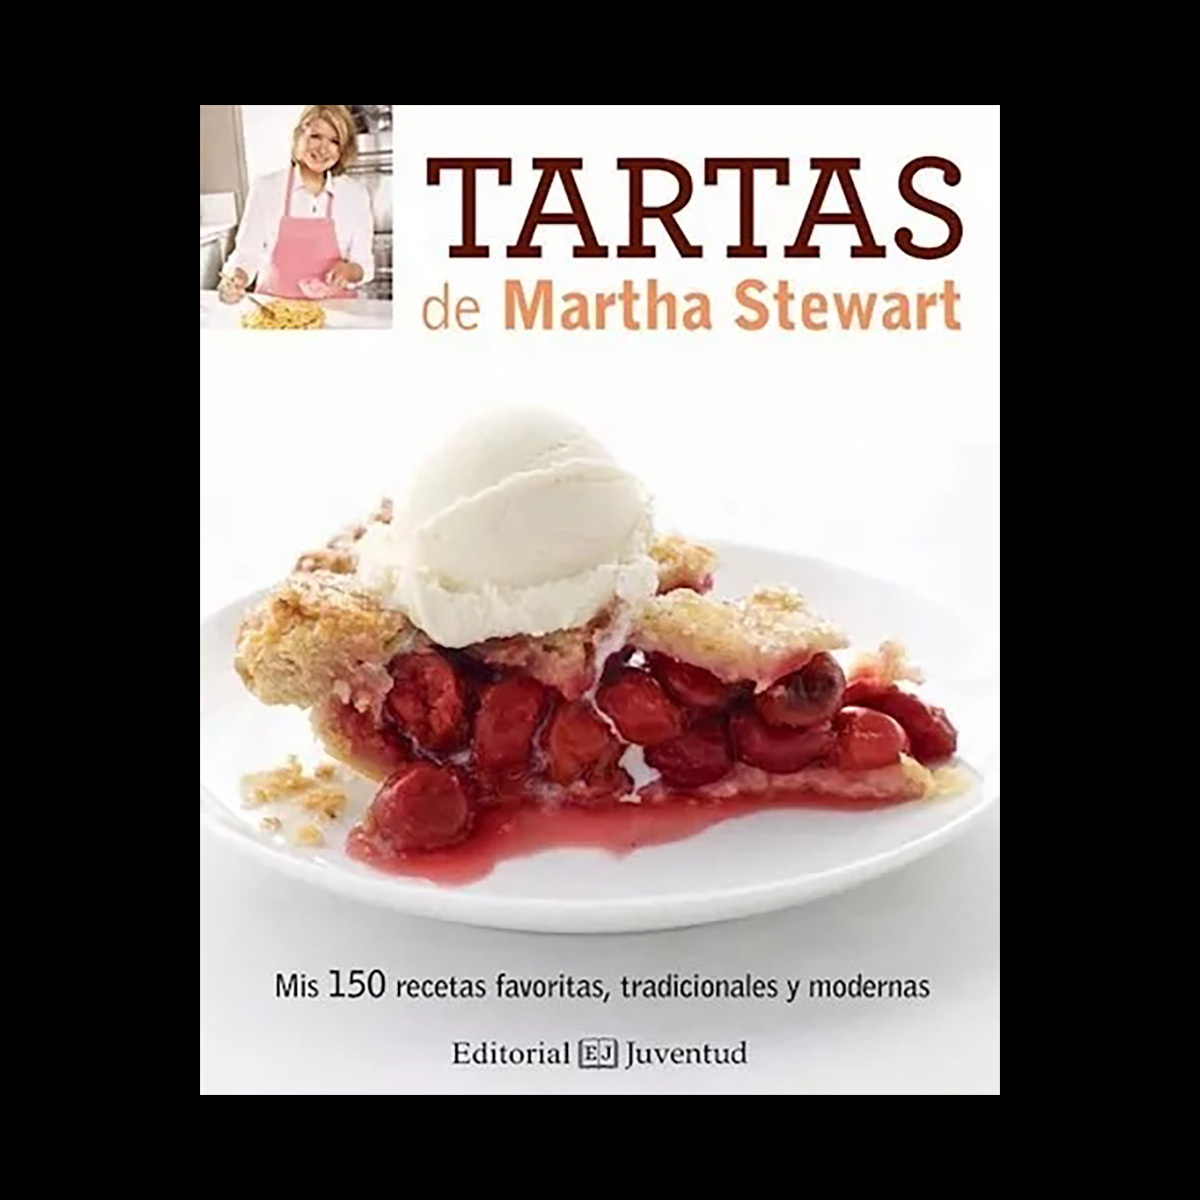 TARTAS
de Martha Stewart
Mis 150 recetas favoritas, tradicionales y modernas
Editorial EJ Juventud